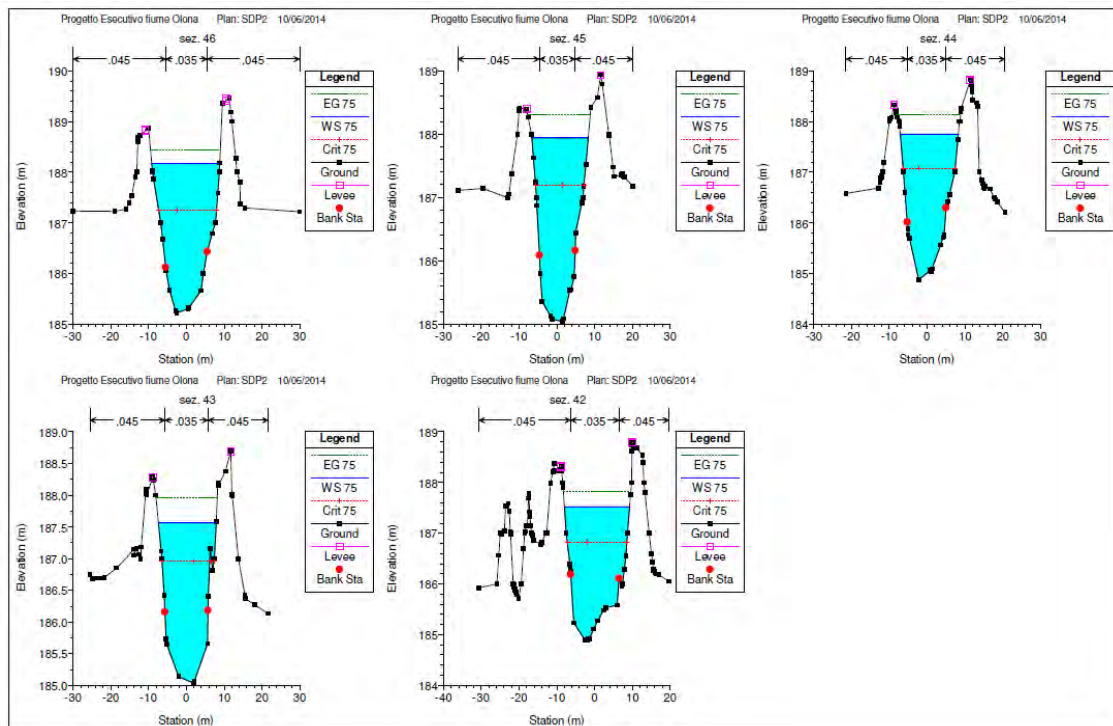 Progetto Esecutivo fiume Olona Plan: SDP2 10/06/2014
sez. 46
.045 .035 .045
Legend
EG 75
WS 75
Crit 75
Ground
Levee
Bank Sta
Elevation (m)
190
189
188
187
186
185
-30 -20 -10 0 10 20 30
Station (m)
Progetto Esecutivo fiume Olona Plan: SDP2 10/06/2014
sez. 45
.045 .035 .045
Legend
EG 75
WS 75
Crit 75
Ground
Levee
Bank Sta
Elevation (m)
189
188
187
186
185
-30 -20 -10 0 10 20 30
Station (m)
Progetto Esecutivo fiume Olona Plan: SDP2 10/06/2014
sez. 44
.045 .035 .045
Legend
EG 75
WS 75
Crit 75
Ground
Levee
Bank Sta
Elevation (m)
189
188
187
186
185
184
-30 -20 -10 0 10 20 30
Station (m)
Progetto Esecutivo fiume Olona Plan: SDP2 10/06/2014
sez. 43
.045 .035 .045
Legend
EG 75
WS 75
Crit 75
Ground
Levee
Bank Sta
Elevation (m)
189.0
188.5
188.0
187.5
187.0
186.5
186.0
185.5
185.0
-30 -20 -10 0 10 20 30
Station (m)
Progetto Esecutivo fiume Olona Plan: SDP2 10/06/2014
sez. 42
.045 .035 .045
Legend
EG 75
WS 75
Crit 75
Ground
Levee
Bank Sta
Elevation (m)
189
188
187
186
185
184
-40 -30 -20 -10 0 10 20
Station (m)